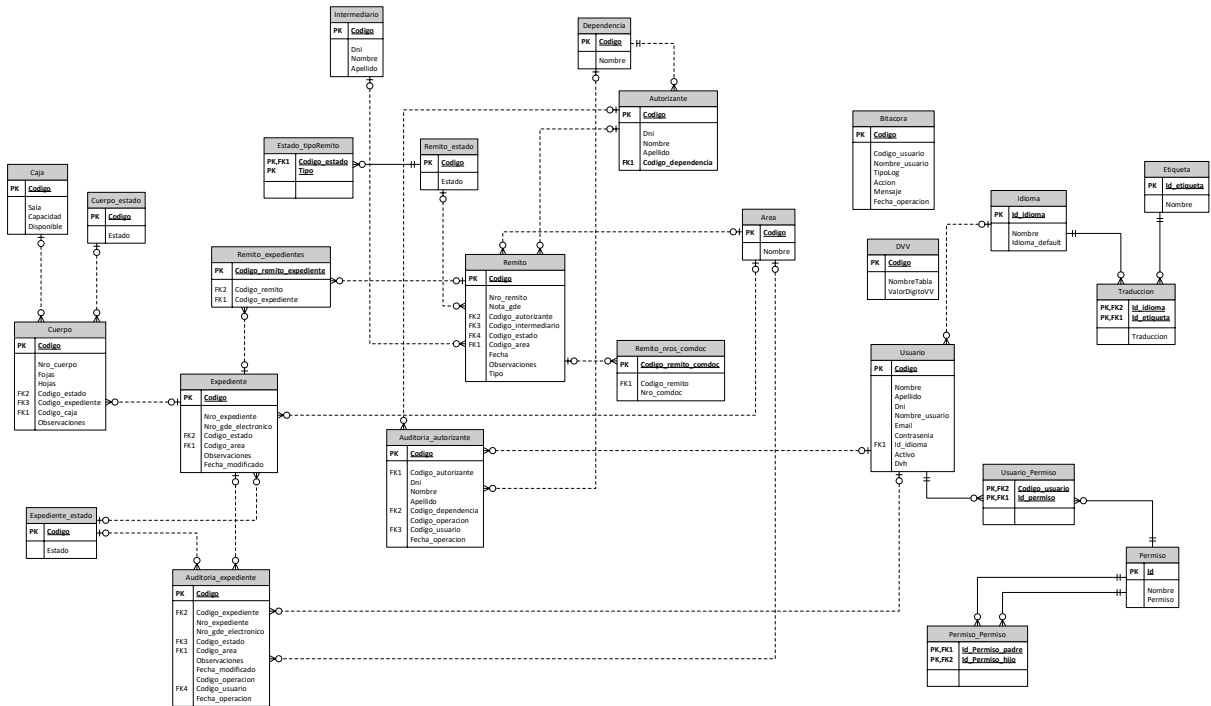 Intermediario
PK Codigo
Dni
Nombre
Apellido
Dependencia
PK Codigo
Nombre
Autorizante
PK Codigo
Dni
Nombre
Apellido
FK1 Codigo_dependencia
Bitacora
PK Codigo
Codigo_usuario
Nombre_usuario
TipoLog
Accion
Mensaje
Fecha_operacion
Estado_tipoRemito
PK,FK1 Codigo_estado
PK Tipo
Remito_estado
PK Codigo
Estado
Caja
PK Codigo
Sala
Capacidad
Disponible
Cuerpo_estado
PK Codigo
Estado
Etiqueta
PK Id_etiqueta
Nombre
Idioma
PK Id_idioma
Nombre
Idioma_default
Area
PK Codigo
Nombre
DVV
PK Codigo
NombreTabla
ValorDigitoVV
Remito_expedientes
PK Codigo_remito_expediente
FK2 Codigo_remito
FK1 Codigo_expediente
Remito
PK Codigo
Nro_remito
Nota_gde
FK2 Codigo_autorizante
FK3 Codigo_intermediario
FK4 Codigo_estado
FK1 Codigo_area
Fecha
Observaciones
Tipo
Traduccion
PK,FK2 Id_idioma
PK,FK1 Id_etiqueta
Traduccion
Cuerpo
PK Codigo
Nro_cuerpo
Fojas
Hojas
FK2 Codigo_estado
FK3 Codigo_expediente
FK1 Codigo_caja
Observaciones
Remito_nros_comdoc
PK Codigo_remito_comdoc
FK1 Codigo_remito
Nro_comdoc
Usuario
PK Codigo
Nombre
Apellido
Dni
Nombre_usuario
Email
Contrasenia
FK1 Id_idioma
Activo
Dvh
Expediente
PK Codigo
Nro_expediente
Nro_gde_electronico
FK2 Codigo_estado
FK1 Codigo_area
Observaciones
Fecha_modificado
Auditoria_autorizante
PK Codigo
FK1 Codigo_autorizante
Dni
Nombre
Apellido
FK2 Codigo_dependencia
Codigo_operacion
FK3 Codigo_usuario
Fecha_operacion
Usuario_Permiso
PK,FK2 Codigo_usuario
PK,FK1 Id_permiso
Expediente_estado
PK Codigo
Estado
Permiso
PK Id
Nombre
Permiso
Auditoria_expediente
PK Codigo
FK2 Codigo_expediente
Nro_expediente
Nro_gde_electronico
FK3 Codigo_estado
FK1 Codigo_area
Observaciones
Fecha_modificado
Codigo_operacion
FK4 Codigo_usuario
Fecha_operacion
Permiso_Permiso
PK,FK1 Id_Permiso_padre
PK,FK2 Id_Permiso_hijo